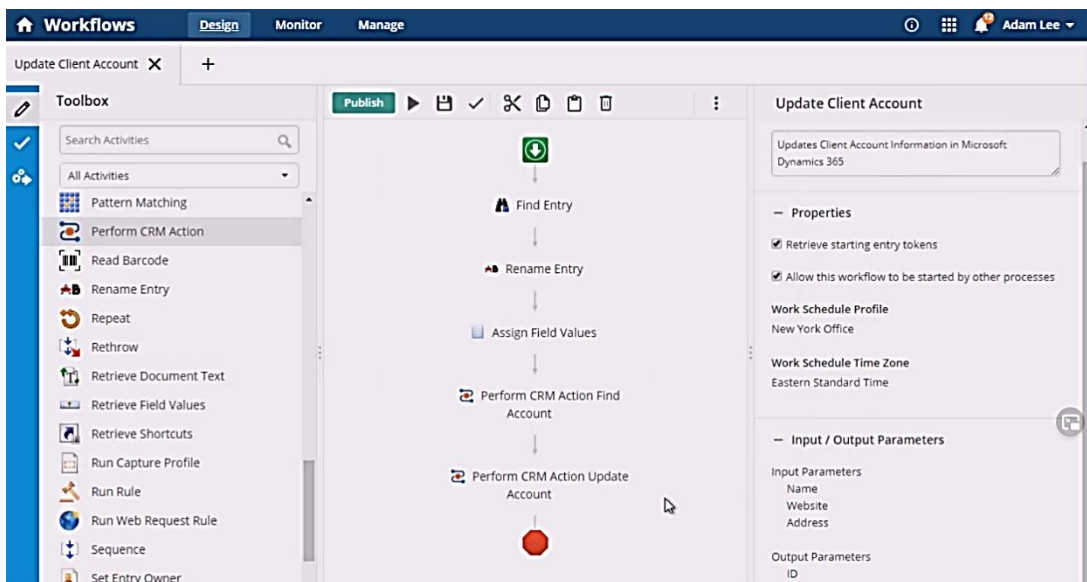 Workflows
Design
Monitor
Manage
Adam Lee
Update Client Account
Toolbox
Search Activities
All Activities
Pattern Matching
Perform CRM Action
Read Barcode
Rename Entry
Repeat
Rethrow
Retrieve Document Text
Retrieve Field Values
Retrieve Shortcuts
Run Capture Profile
Run Rule
Run Web Request Rule
Sequence
Set Entry Owner
Publish
Find Entry
Rename Entry
Assign Field Values
Perform CRM Action Find
Account
Perform CRM Action Update
Account
Update Client Account
Updates Client Account Information in Microsoft
Dynamics 365
Properties
Retrieve starting entry tokens
Allow this workflow to be started by other processes
Work Schedule Profile
New York Office
Work Schedule Time Zone
Eastern Standard Time
Input / Output Parameters
Input Parameters
Name
Website
Address
Output Parameters
ID